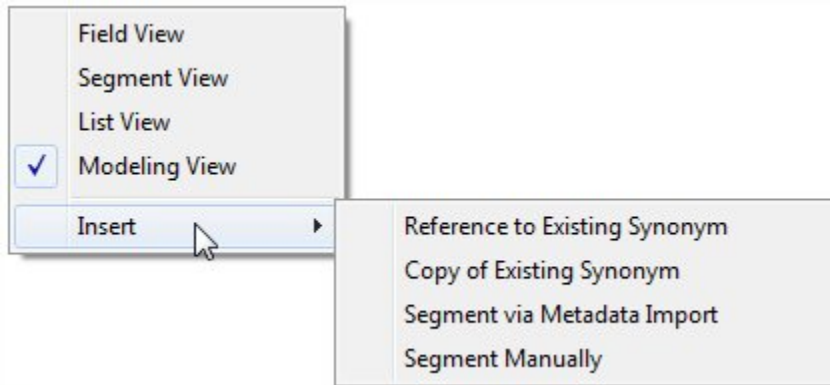 Field View
Segment View
List View
Modeling View
Insert
Reference to Existing Synonym
Copy of Existing Synonym
Segment via Metadata Import
Segment Manually